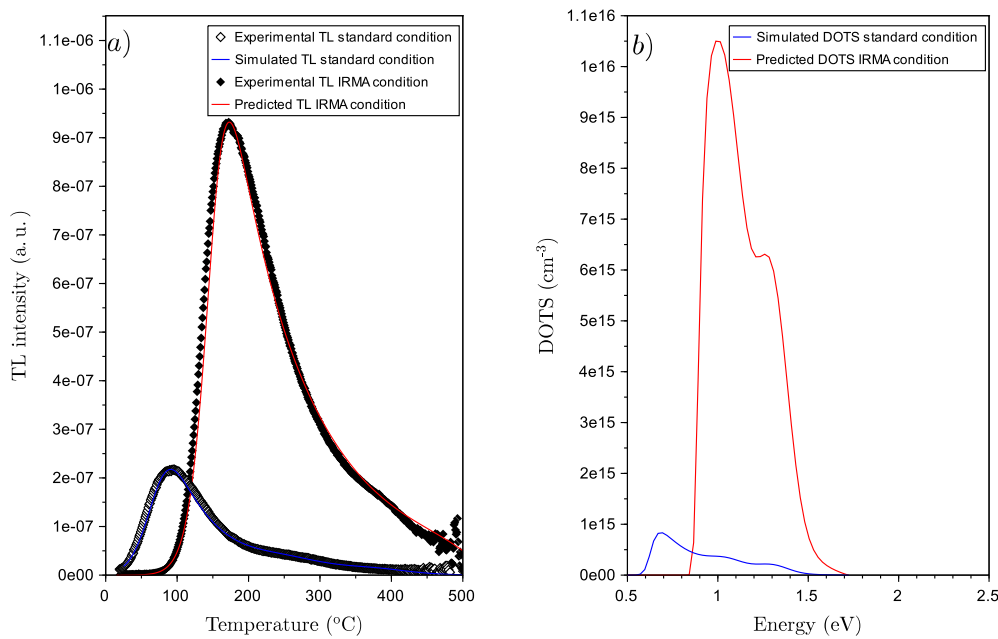 a)
Experimental TL standard condition
Simulated TL standard condition
Experimental TL IRMA condition
Predicted TL IRMA condition
1.1e-06
1e-06
9e-07
8e-07
7e-07
6e-07
5e-07
4e-07
3e-07
2e-07
1e-07
0e00
TL intensity (a. u. )
0
100
200
300
400
500
Temperature (°C)
b)
Simulated DOTS standard condition
Predicted DOTS IRMA condition
1.1e16
1e16
9e15
8e15
7e15
6e15
5e15
4e15
3e15
2e15
1e15
0e00
DOTS (cm⁻³)
0.5
1
1.5
2
2.5
Energy (eV)